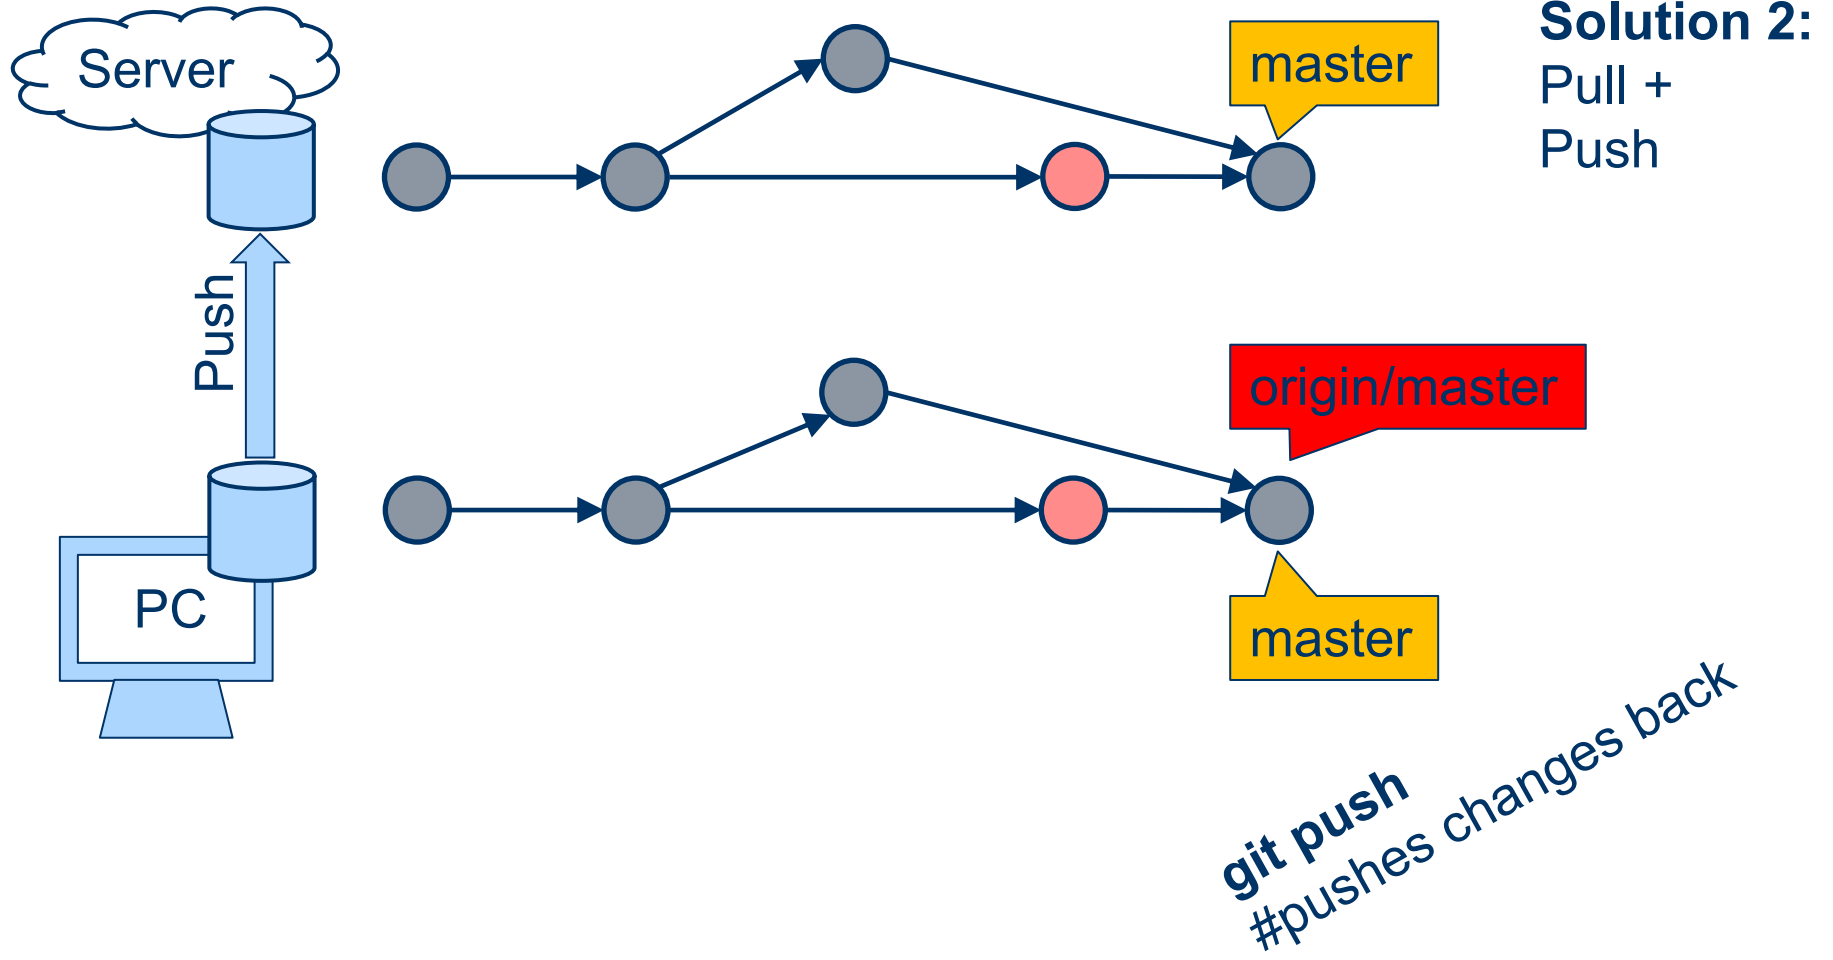 Solution 2:
Pull +
Push
Server
master
Push
origin/master
PC
master
git push
#pushes changes back